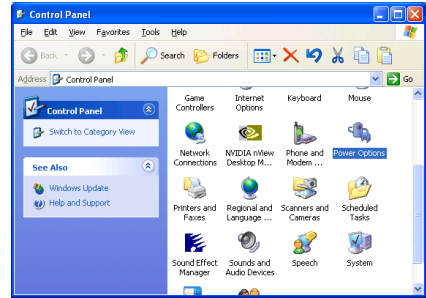 Control Panel
File Edit View Favorites Tools Help
Back Search Folders
Address Control Panel Go
Control Panel
Switch to Category View
See Also
Windows Update
Help and Support
Game Controllers
Internet Options
Keyboard
Mouse
Network Connections
NVIDIA nView Desktop M...
Phone and Modem ...
Power Options
Printers and Faxes
Regional and Language ...
Scanners and Cameras
Scheduled Tasks
Sound Effect Manager
Sounds and Audio Devices
Speech
System